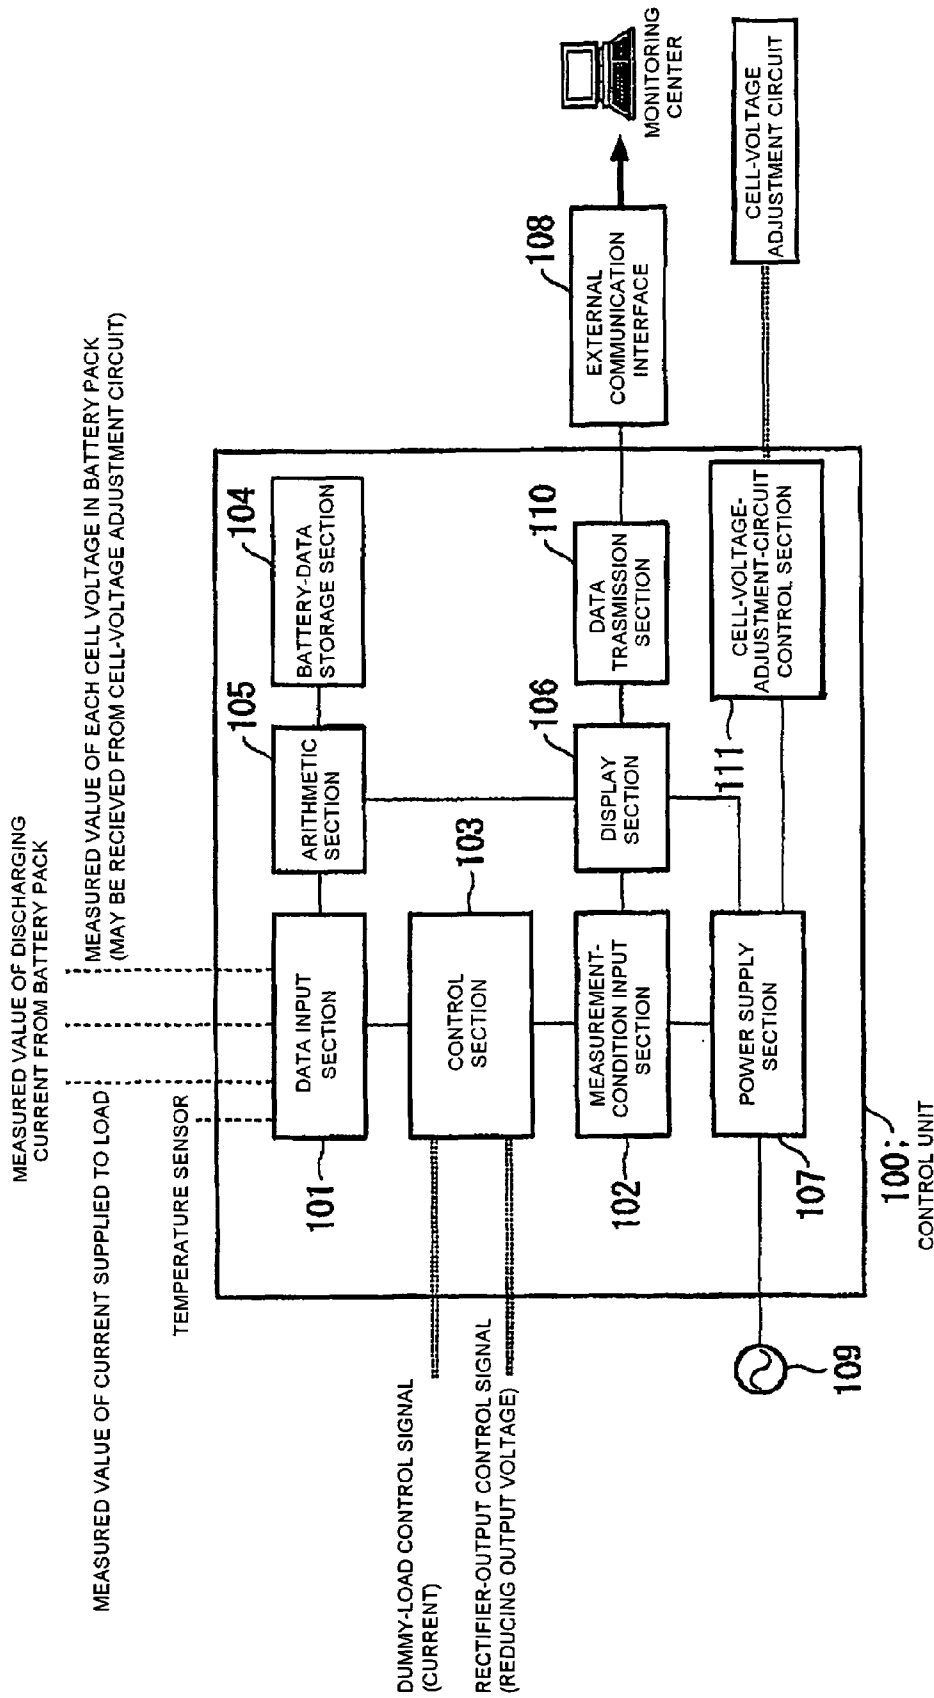 MEASURED VALUE OF DISCHARGING
CURRENT FROM BATTERY PACK
MEASURED VALUE OF EACH CELL VOLTAGE IN BATTERY PACK
(MAY BE RECIEVED FROM CELL-VOLTAGE ADJUSTMENT CIRCUIT)
MEASURED VALUE OF CURRENT SUPPLIED TO LOAD
TEMPERATURE SENSOR
101
DATA INPUT
SECTION
105
ARITHMETIC
SECTION
104
BATTERY-DATA
STORAGE SECTION
DUMMY-LOAD CONTROL SIGNAL
(CURRENT)
RECTIFIER-OUTPUT CONTROL SIGNAL
(REDUCING OUTPUT VOLTAGE)
CONTROL
SECTION
103
102
MEASUREMENT-
CONDITION INPUT
SECTION
106
DISPLAY
SECTION
110
DATA
TRASMISSION
SECTION
108
EXTERNAL
COMMUNICATION
INTERFACE
MONITORING
CENTER
109
107
POWER SUPPLY
SECTION
111
CELL-VOLTAGE-
ADJUSTMENT-CIRCUIT
CONTROL SECTION
CELL-VOLTAGE
ADJUSTMENT CIRCUIT
100;
CONTROL UNIT